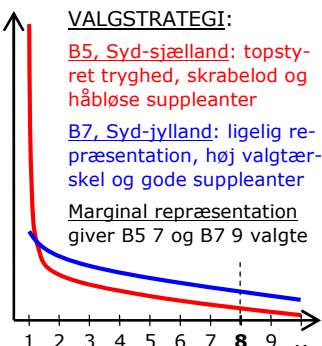 VALGSTRATEGI:
B5, Syd-sjælland: topsty-
ret tryghed, skrabelod og
håbløse suppleanter
B7, Syd-jylland: ligelig re-
præsentation, høj valgtær-
skel og gode suppleanter
Marginal repræsentation
giver B5 7 og B7 9 valgte
1 2 3 4 5 6 7 8 9